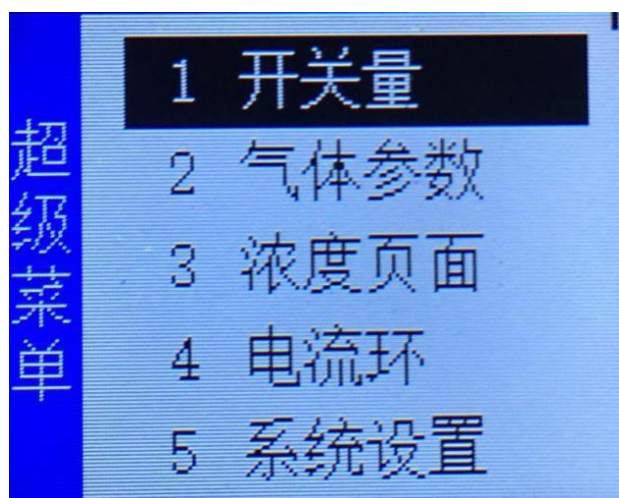 超级菜单
1 开关量
2 气体参数
3 浓度页面
4 电流环
5 系统设置